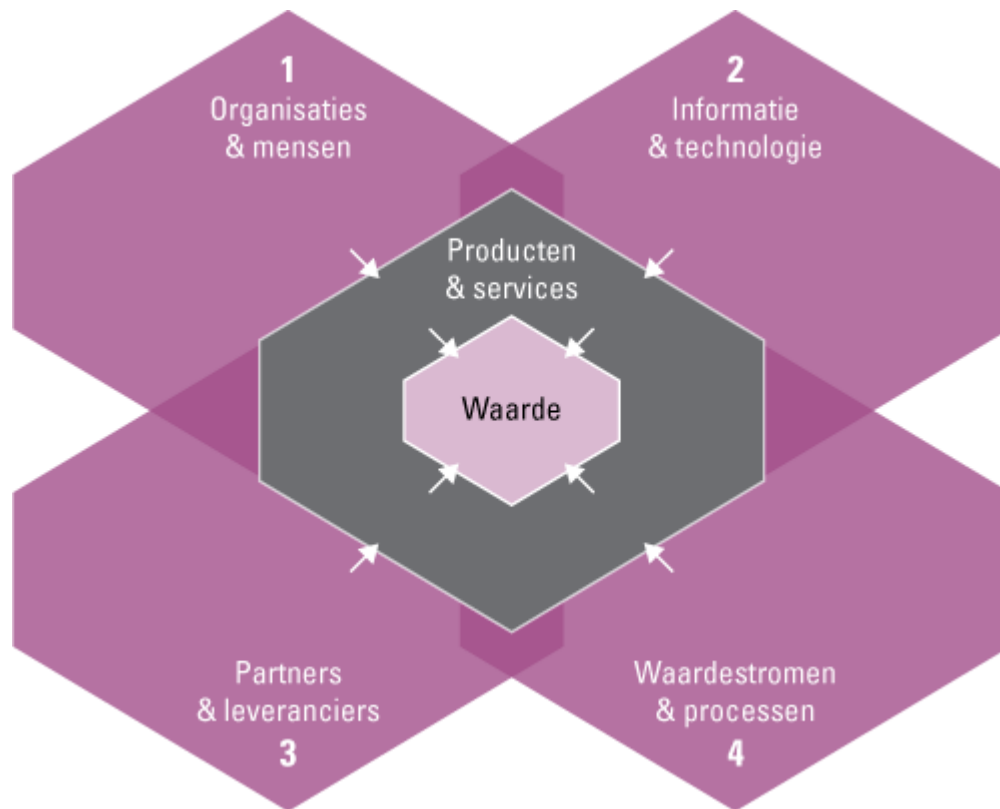 1
Organisaties
& mensen
2
Informatie
& technologie
Producten
& services
Waarde
Partners
& leveranciers
3
Waardestromen
& processen
4